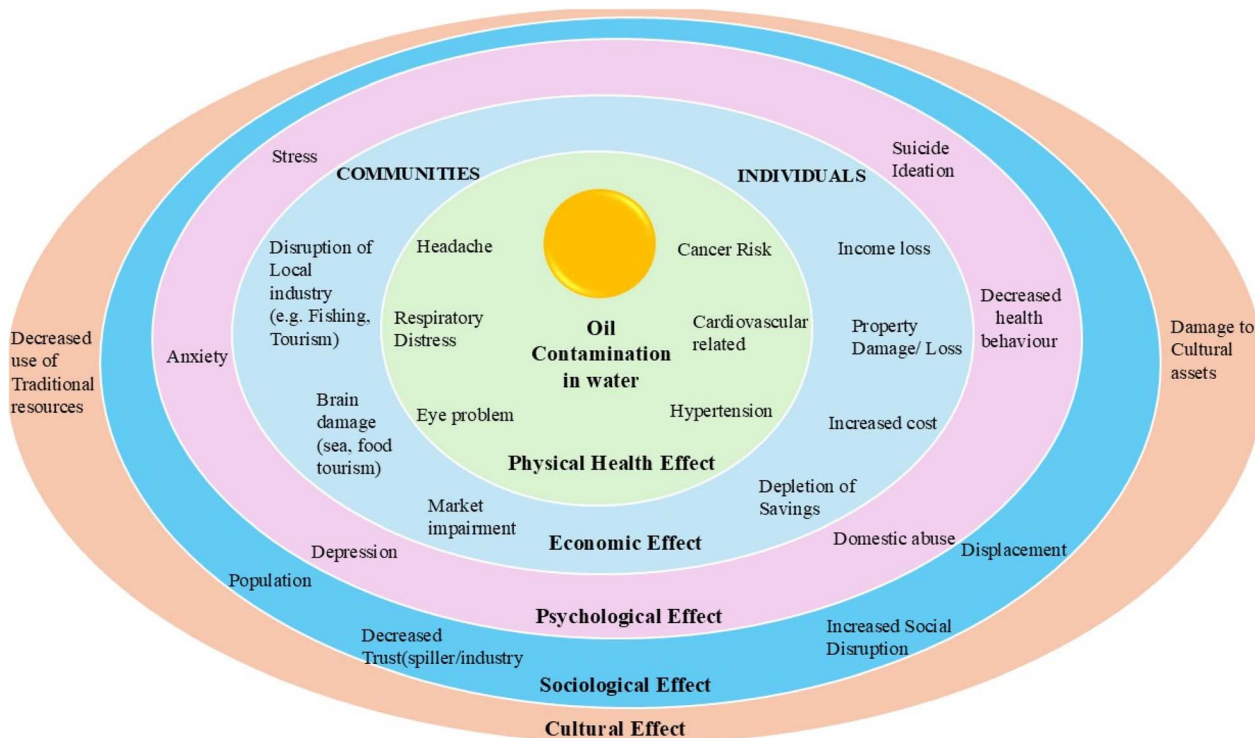 Stress
Suicide
Ideation
COMMUNITIES
INDIVIDUALS
Headache
Cancer Risk
Disruption of
Local
industry
(e.g. Fishing,
Tourism)
Income loss
Decreased
health
behaviour
Respiratory
Distress
Oil
Contamination
in water
Cardiovascular
related
Property
Damage/ Loss
Decreased
use of
Traditional
resources
Anxiety
Damage to
Cultural
assets
Brain
damage
(sea, food
tourism)
Eye problem
Hypertension
Increased cost
Physical Health Effect
Market
impairment
Depletion of
Savings
Economic Effect
Depression
Domestic abuse
Displacement
Population
Psychological Effect
Decreased
Trust(spiller/industry
Increased Social
Disruption
Sociological Effect
Cultural Effect